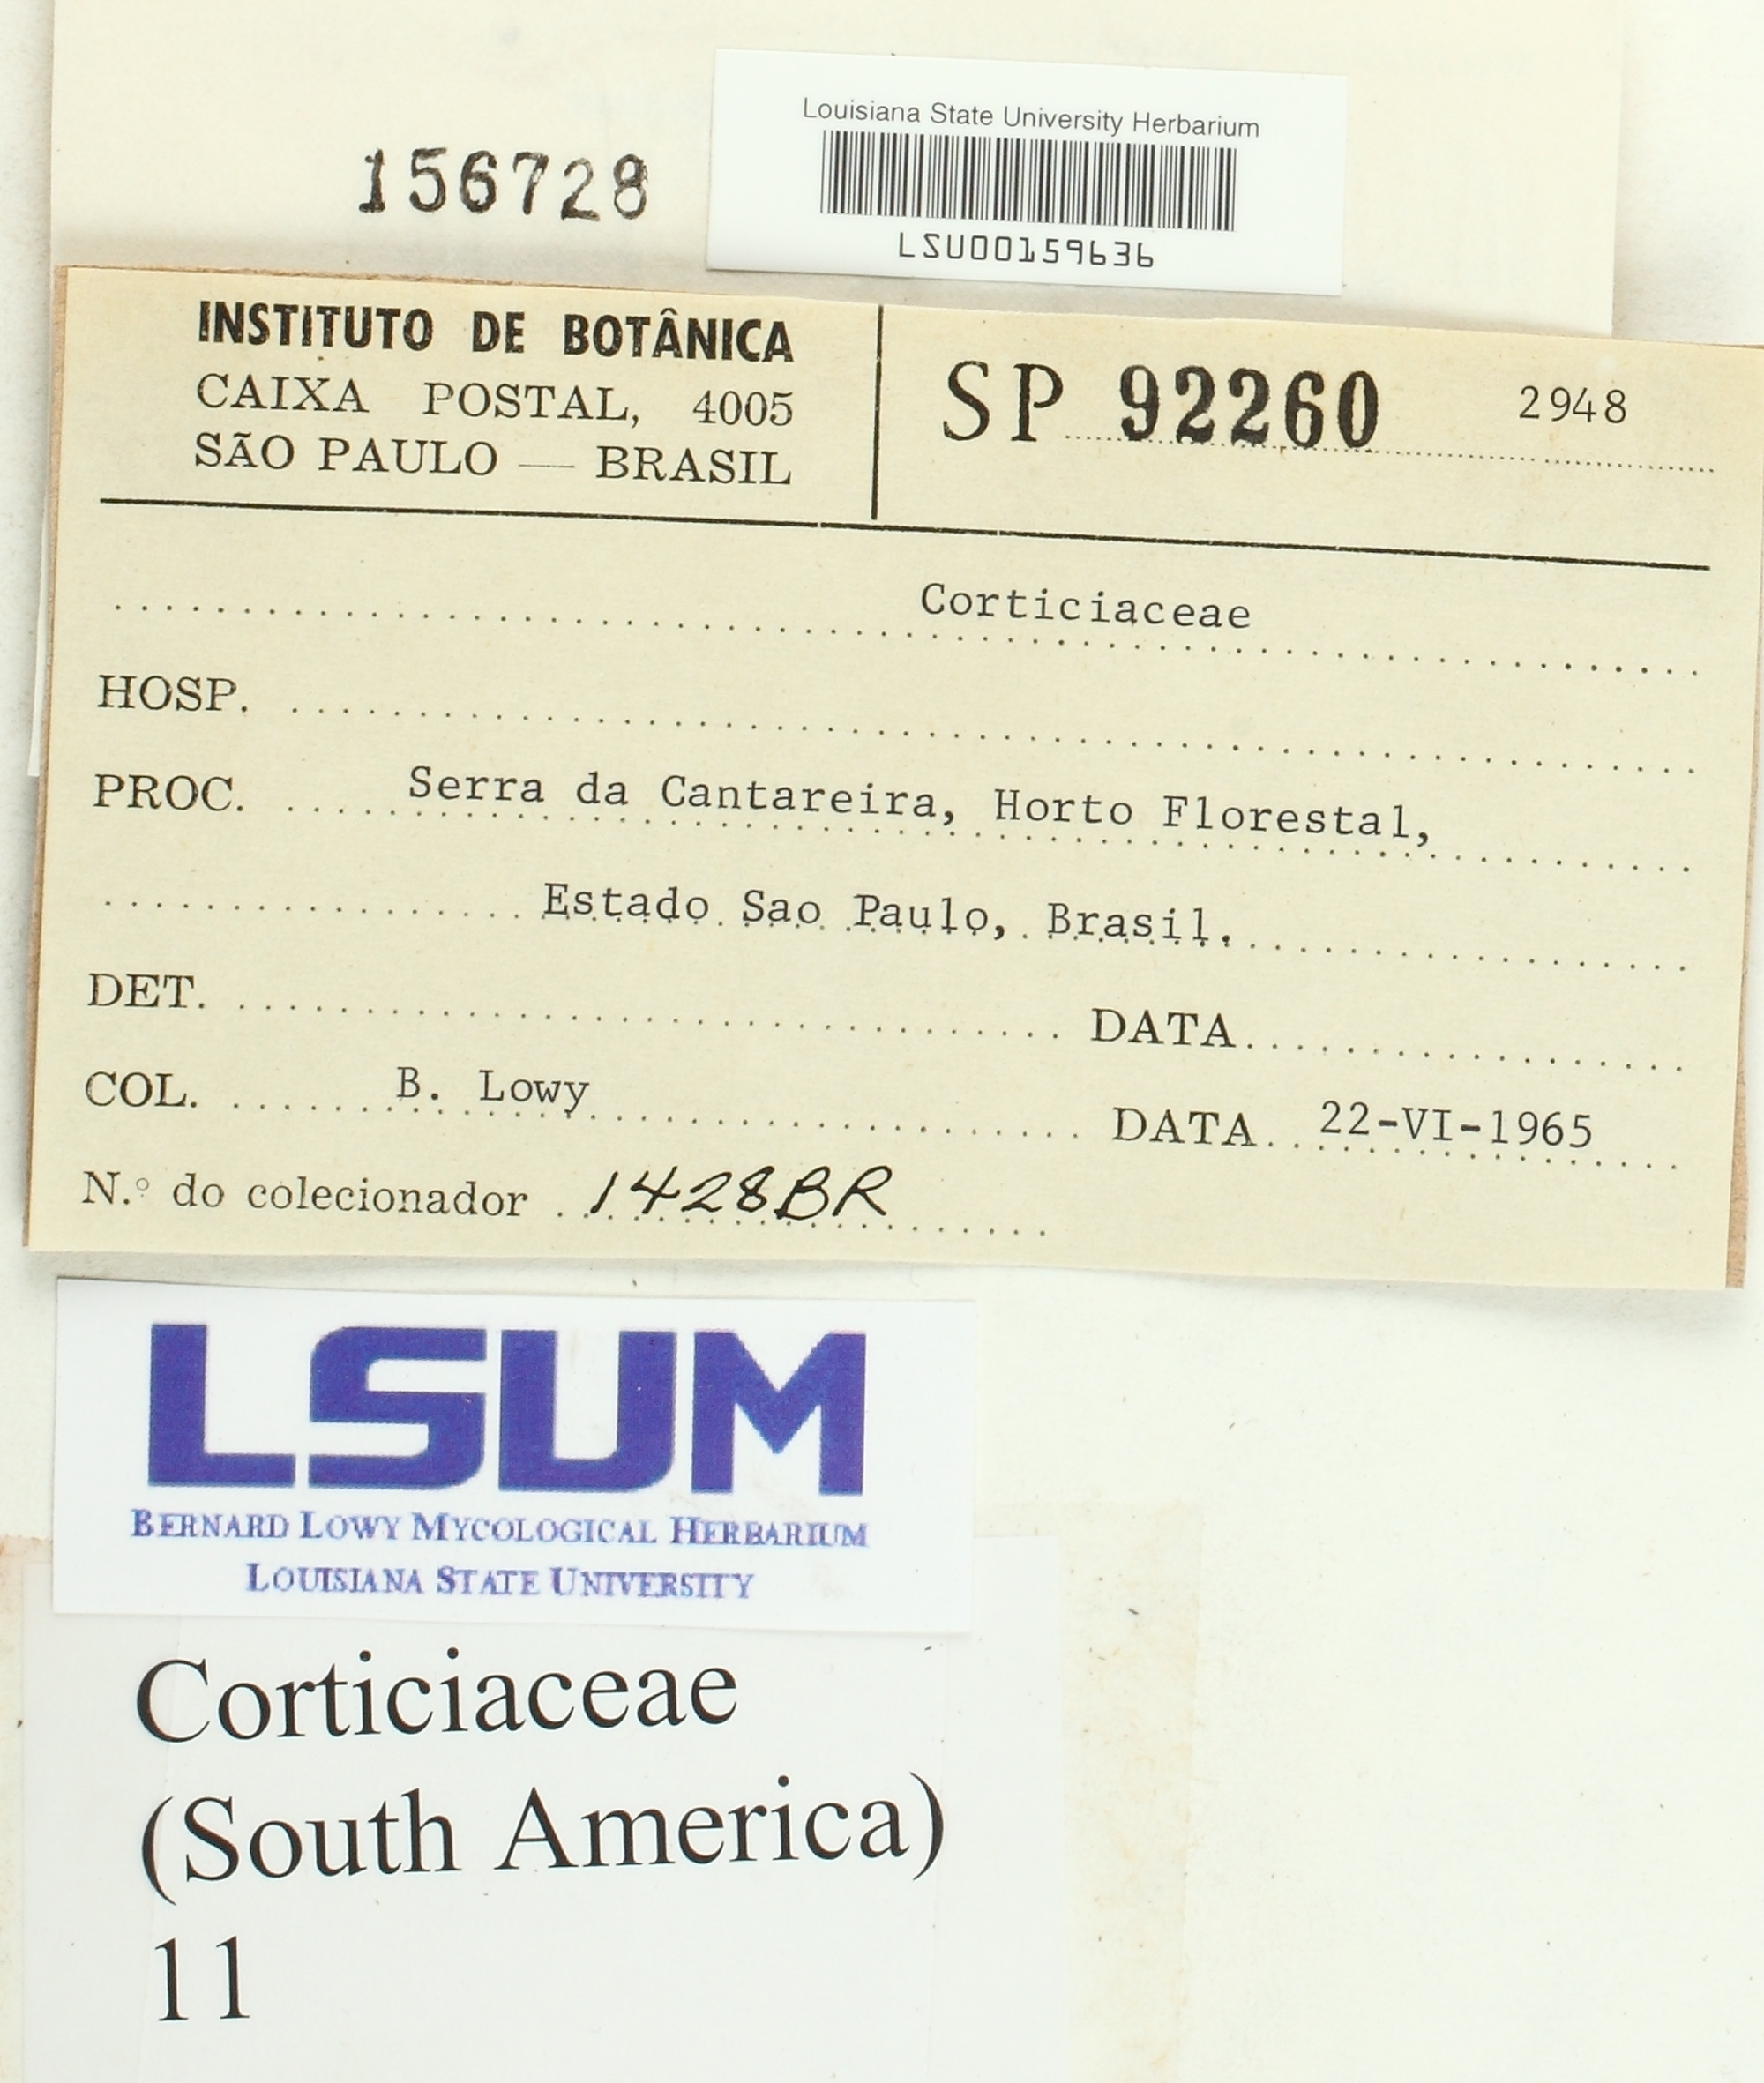 Louisiana State University Herbarium
156728
LSU00159636
INSTITUTO DE BOTÂNICA
CAIXA POSTAL, 4005
SÃO PAULO — BRASIL
SP 92260 2948
Corticiaceae
HOSP.
PROC. Serra da Cantareira, Horto Florestal,
Estado Sao Paulo, Brasil.
DET. DATA
COL. B. Lowy DATA 22-VI-1965
N.º do colecionador 1428BR
LSUM
BERNARD LOWY MYCOLOGICAL HERBARIUM
LOUISIANA STATE UNIVERSITY
Corticiaceae
(South America)
11